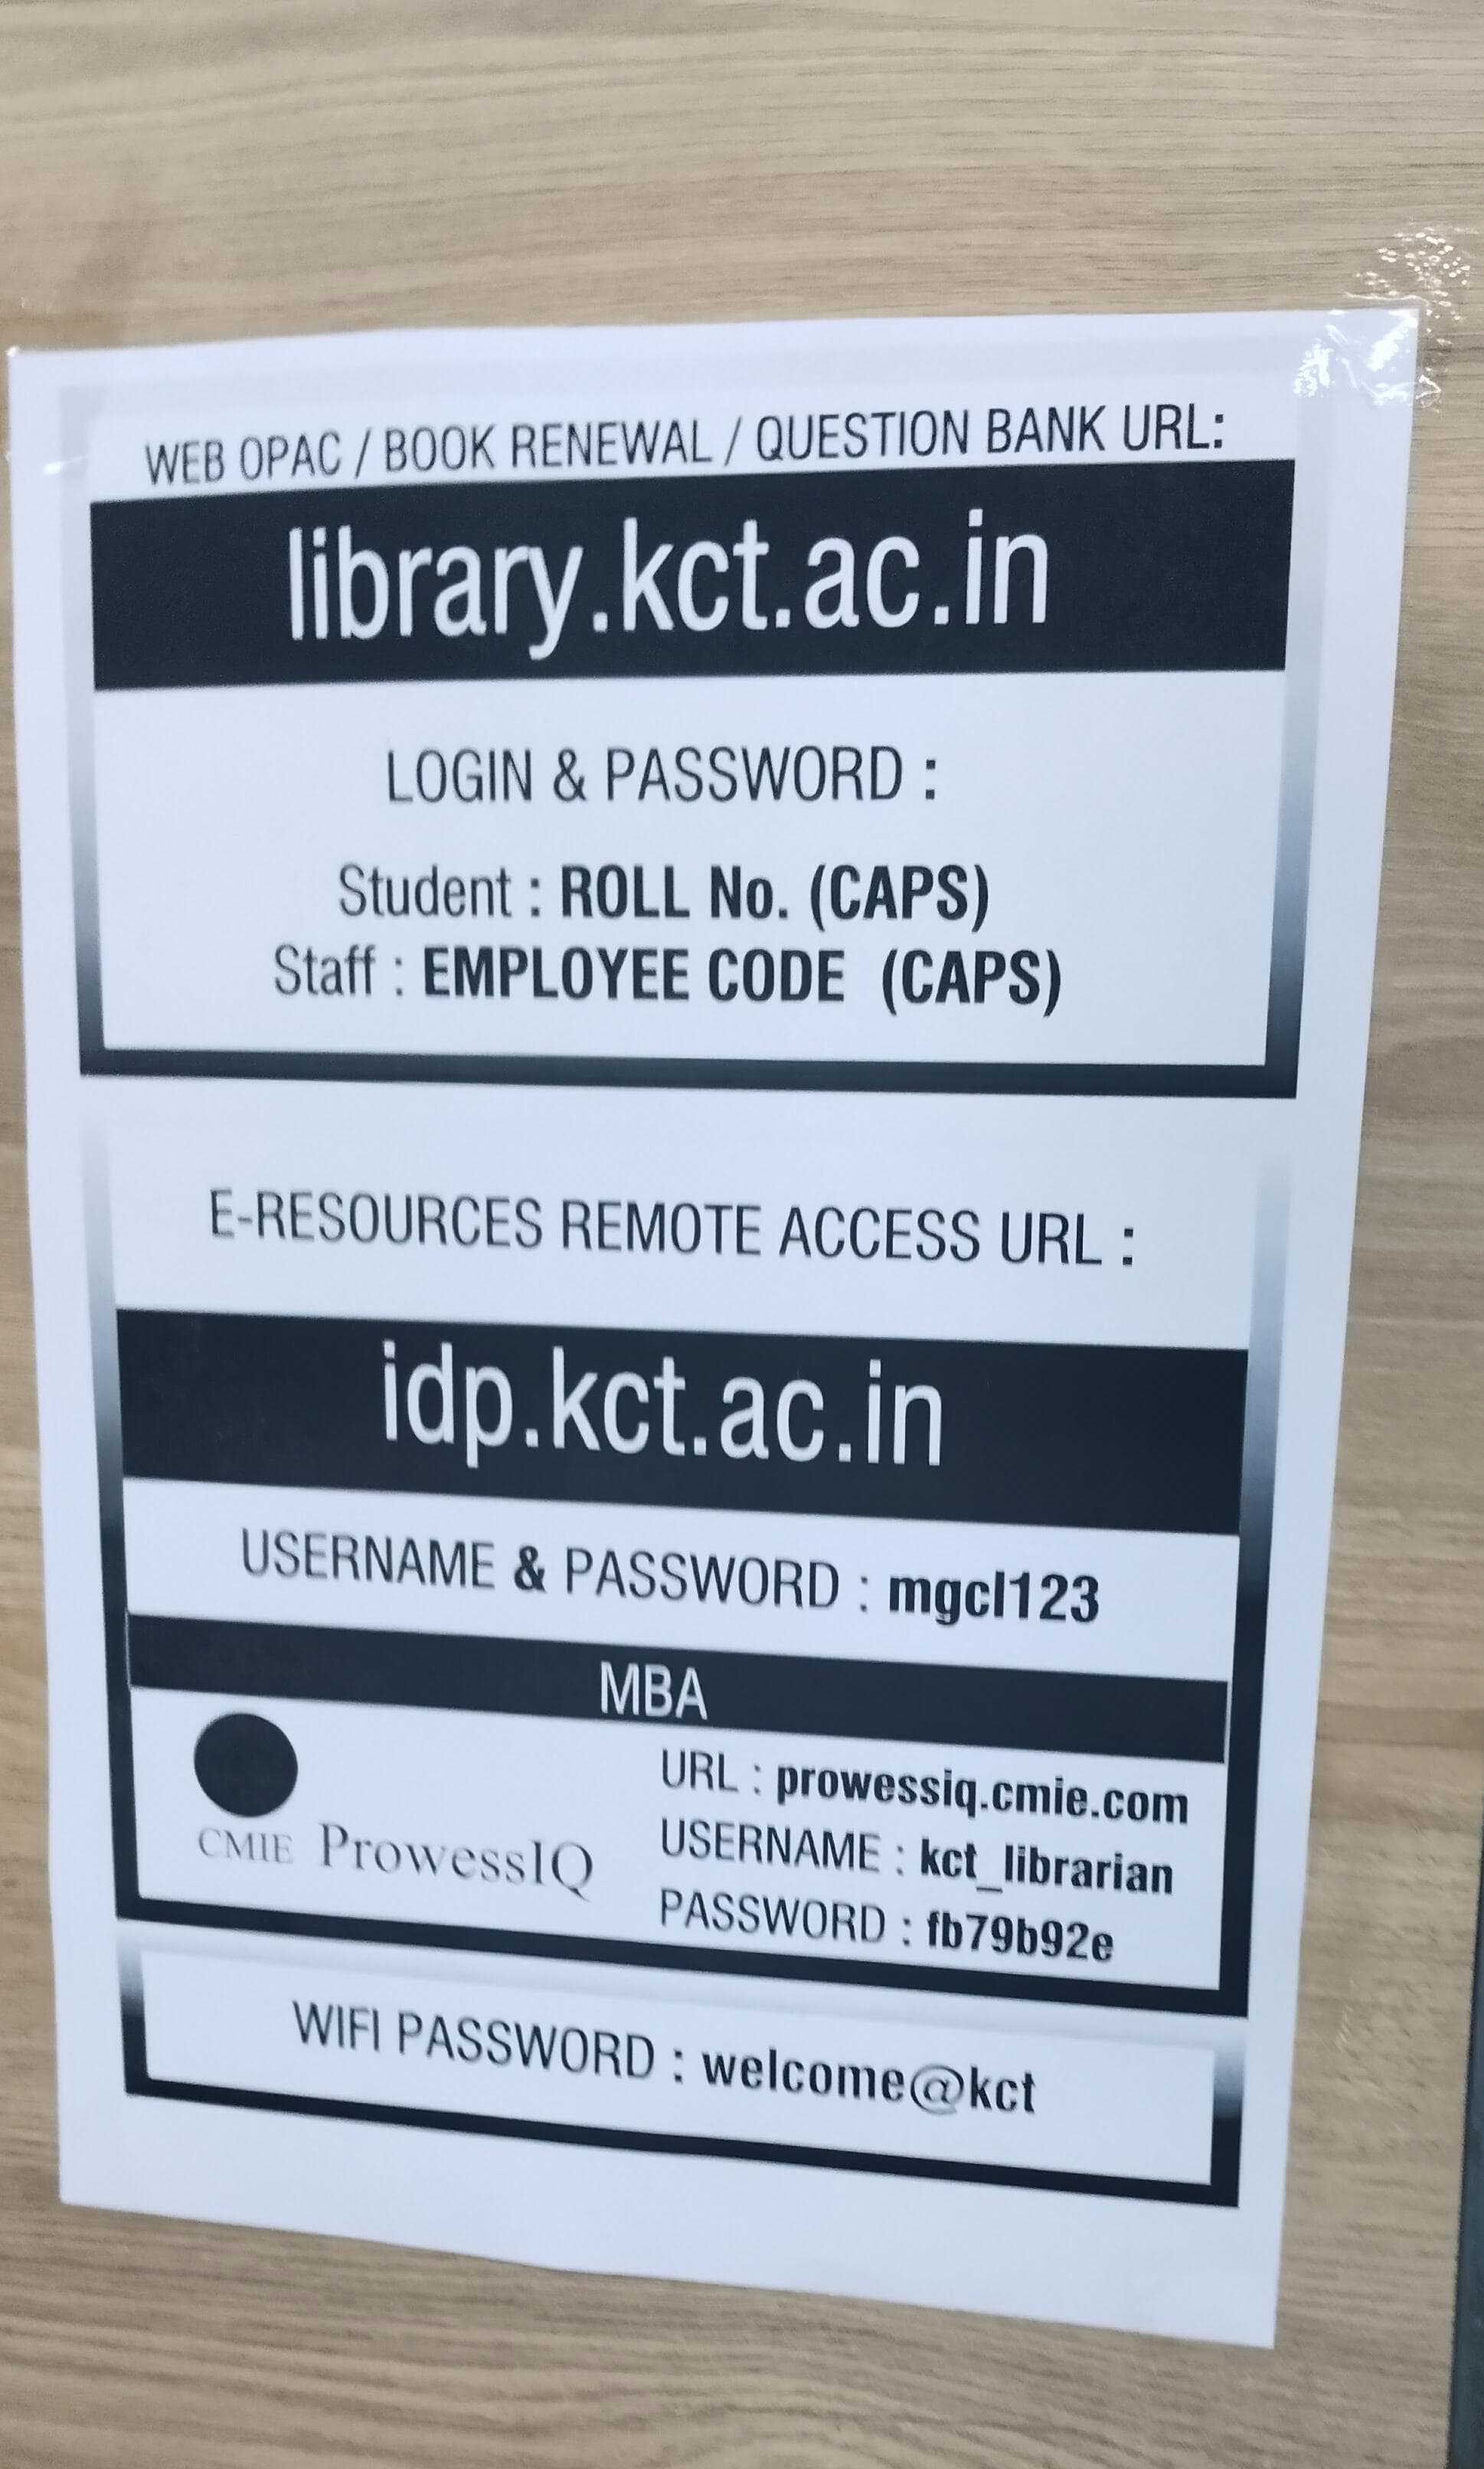 WEB OPAC / BOOK RENEWAL / QUESTION BANK URL:
library.kct.ac.in
LOGIN & PASSWORD :
Student : ROLL No. (CAPS)
Staff : EMPLOYEE CODE (CAPS)
E-RESOURCES REMOTE ACCESS URL :
idp.kct.ac.in
USERNAME & PASSWORD : mgcl123
MBA
CMIE ProwessIQ
URL : prowessiq.cmie.com
USERNAME : kct_librarian
PASSWORD : fb79b92e
WIFI PASSWORD : welcome@kct